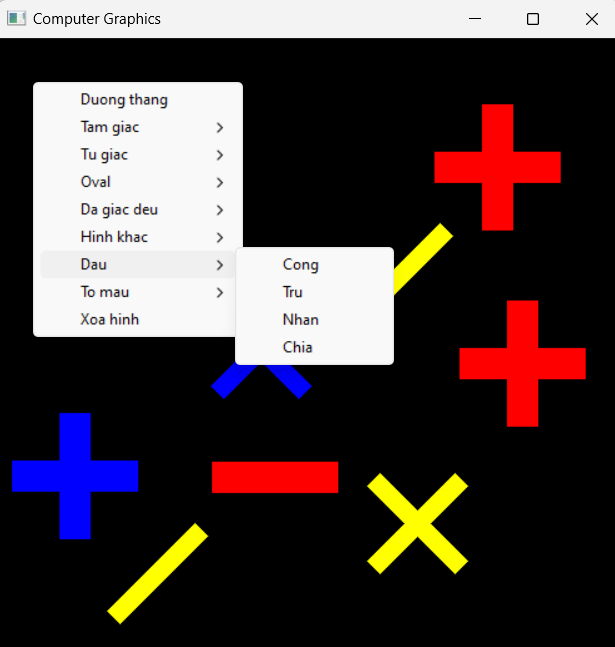 Computer Graphics
Duong thang
Tam giac
Tu giac
Oval
Da giac deu
Hinh khac
Dau
To mau
Xoa hinh
Cong
Tru
Nhan
Chia